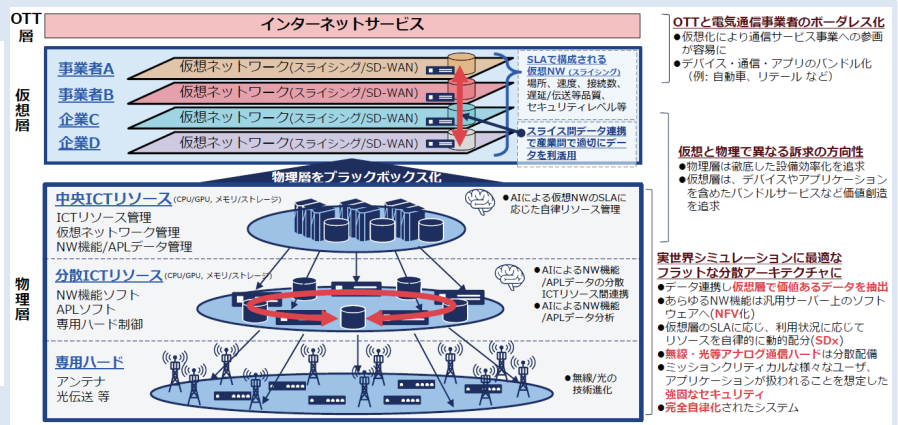 OTT
層
インターネットサービス
仮想層
事業者A
仮想ネットワーク(スライシング/SD-WAN)
事業者B
仮想ネットワーク(スライシング/SD-WAN)
企業C
仮想ネットワーク(スライシング/SD-WAN)
企業D
仮想ネットワーク(スライシング/SD-WAN)
SLAで構成される
仮想NW (スライシング)
場所、速度、接続数、
遅延/伝送等品質、
セキュリティレベル等
●スライス間データ連携
で産業間で適切にデー
タを利活用
物理層をブラックボックス化
物理層
中央ICTリソース (CPU/GPU, メモリ/ストレージ)
ICTリソース管理
仮想ネットワーク管理
NW機能/APLデータ管理
●AIによる仮想NWのSLAに
応じた自律リソース管理
分散ICTリソース(CPU/GPU, メモリ/ストレージ)
NW機能ソフト
APLソフト
専用ハード制御
●AIによるNW機能
/APLデータの分散
ICTリソース間連携
●AIによるNW機能
/APLデータ分析
専用ハード
アンテナ
光伝送 等
●無線/光の
技術進化
OTTと電気通信事業者のボーダレス化
●仮想化により通信サービス事業への参画
が容易に
●デバイス・通信・アプリのバンドル化
（例: 自動車、リテール など）
仮想と物理で異なる訴求の方向性
●物理層は徹底した設備効率化を追求
●仮想層は、デバイスやアプリケーション
を含めたバンドルサービスなど価値創造
を追求
実世界シミュレーションに最適な
フラットな分散アーキテクチャに
●データ連携し仮想層で価値あるデータを抽出
●あらゆるNW機能は汎用サーバー上のソフト
ウェアへ(NFV化)
●仮想層のSLAに応じ、利用状況に応じて
リソースを自律的に動的配分(SDx)
●無線・光等アナログ通信ハードは分散配備
●ミッションクリティカルな様々なユーザ、
アプリケーションが扱われることを想定した
強固なセキュリティ
●完全自律化されたシステム